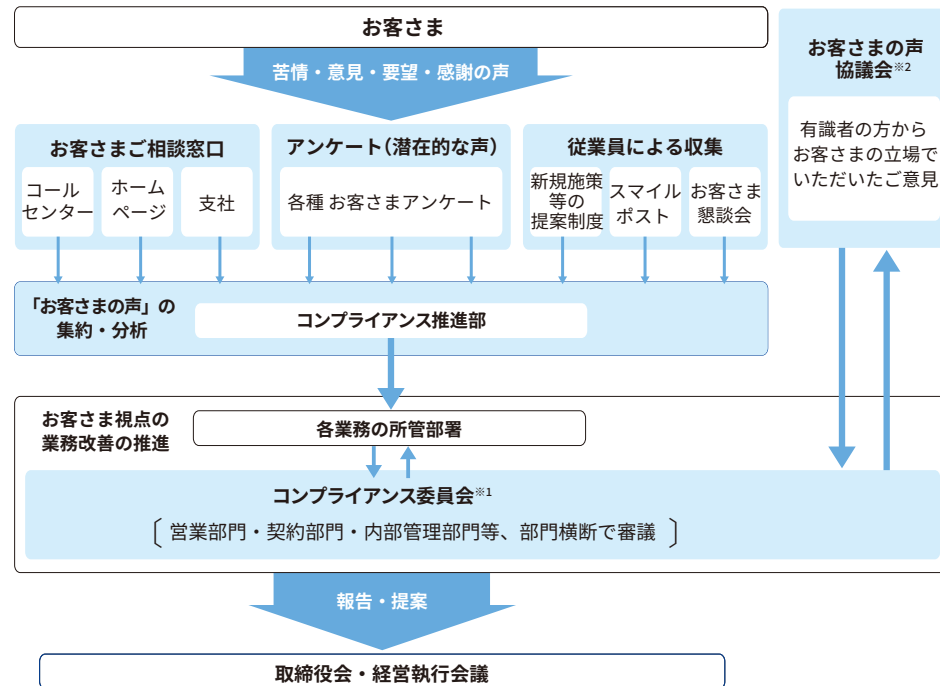 お客さま
苦情・意見・要望・感謝の声
お客さまの声
協議会※2
有識者の方から
お客さまの立場で
いただいたご意見
お客さまご相談窓口
コール
センター
ホーム
ページ
支社
アンケート（潜在的な声）
各種 お客さまアンケート
従業員による収集
新規施策
等の
提案制度
スマイル
ポスト
お客さま
懇談会
「お客さまの声」の
集約・分析
コンプライアンス推進部
お客さま視点の
業務改善の推進
各業務の所管部署
コンプライアンス委員会※1
〔 営業部門・契約部門・内部管理部門等、部門横断で審議 〕
報告・提案
取締役会・経営執行会議